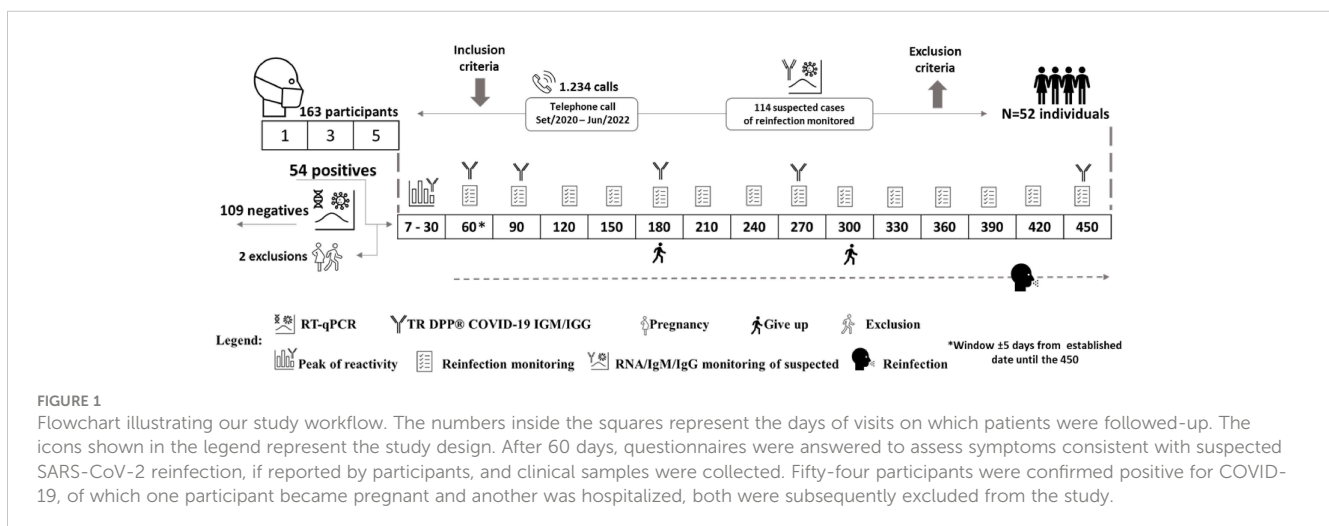 Inclusion
criteria
1.234 calls
Telephone call
Set/2020 – Jun/2022
114 suspected cases
of reinfection monitored
Exclusion
criteria
N=52 individuals
163 participants
1 3 5
54 positives
109 negatives
2 exclusions
7 - 30 60* 90 120 150 180 210 240 270 300 330 360 390 420 450
Legend:
RT-qPCR TR DPP® COVID-19 IGM/IGG Pregnancy Give up Exclusion
Peak of reactivity Reinfection monitoring RNA/IgM/IgG monitoring of suspected Reinfection
*Window ±5 days from established
date until the 450
FIGURE 1
Flowchart illustrating our study workflow. The numbers inside the squares represent the days of visits on which patients were followed-up. The
icons shown in the legend represent the study design. After 60 days, questionnaires were answered to assess symptoms consistent with suspected
SARS-CoV-2 reinfection, if reported by participants, and clinical samples were collected. Fifty-four participants were confirmed positive for COVID-
19, of which one participant became pregnant and another was hospitalized, both were subsequently excluded from the study.